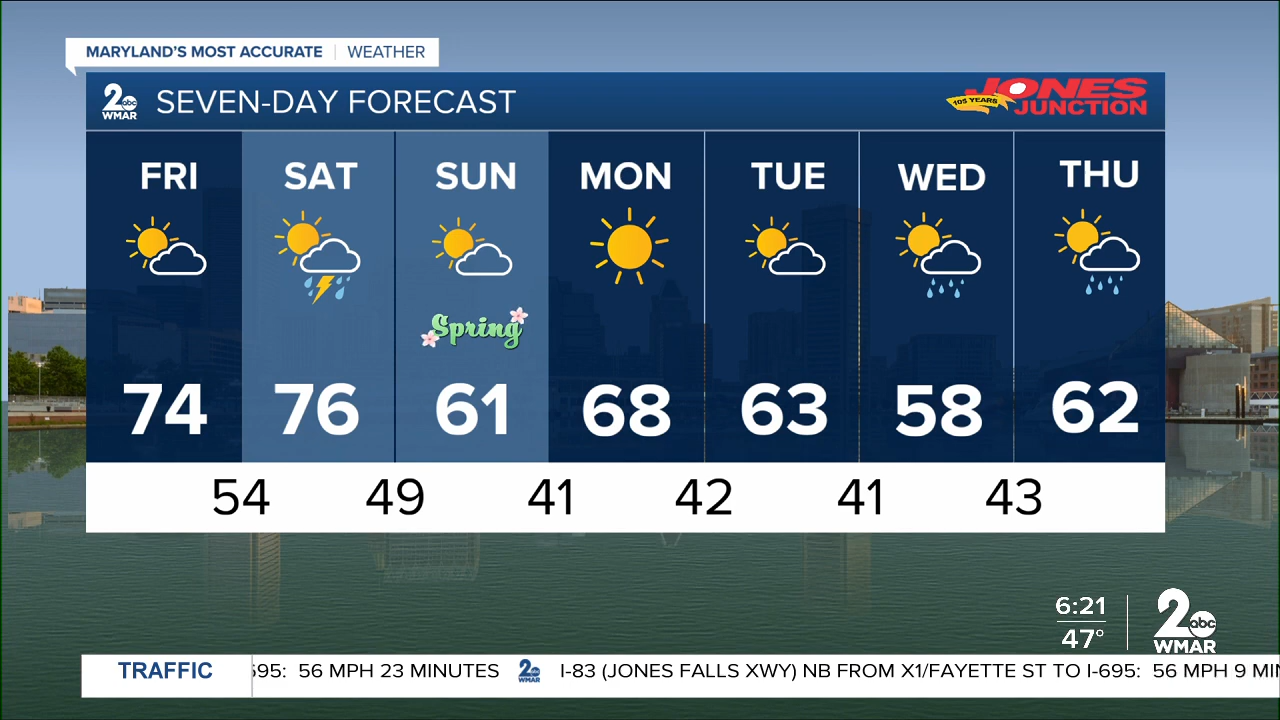 MARYLAND'S MOST ACCURATE | WEATHER
2 abc WMAR SEVEN-DAY FORECAST
105 YEARS JONES JUNCTION
FRI SAT SUN MON TUE WED THU
Spring
74 76 61 68 63 58 62
54 49 41 42 41 43
6:21
47°
2 abc WMAR
TRAFFIC 695: 56 MPH 23 MINUTES 2 abc WMAR I-83 (JONES FALLS XWY) NB FROM X1/FAYETTE ST TO I-695: 56 MPH 9 MI